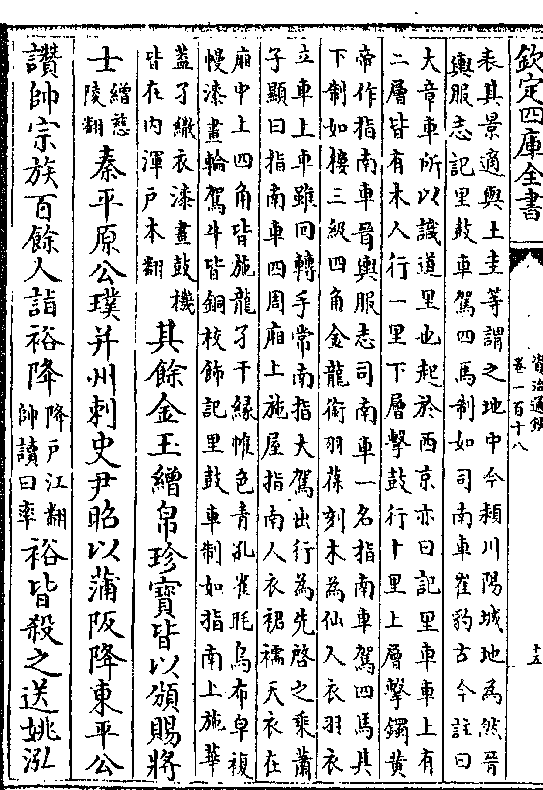 欽定四庫全書
資治通鑑
卷一百十八
十五
表其景適與土圭等謂之地中今潁川陽城地為然晉
輿服志記里鼓車駕四馬制如司南車崔豹古今註曰
大章車所以識道里也起於西京亦曰記里車車上有
二層皆有木人行一里下層擊鼓行十里上層擊鐲黄
帝作指南車晉輿服志司南車一名指南車駕四馬其
下制如樓三級四角金龍銜羽葆刻木為仙人衣羽衣
立車上車雖回轉手常南指大駕出行為先啓之乘蕭
子顯曰指南車四周廂上施屋指南人衣裙襦天衣在
廂中上四角皆施龍子干緣帷色青孔雀毦烏布皁複
幔漆畫輪駕牛皆銅校飾記里鼓車制如指南上施華
蓋子繖衣漆畫鼓機
皆在内渾戶本翻
其餘金玉繒帛珍寶皆以頒賜將
士
繒慈
陵翻
秦平原公璞并州刺史尹昭以蒲阪降東平公
讚帥宗族百餘人詣裕降
降戶江翻
帥讀曰率
裕皆殺之送姚泓